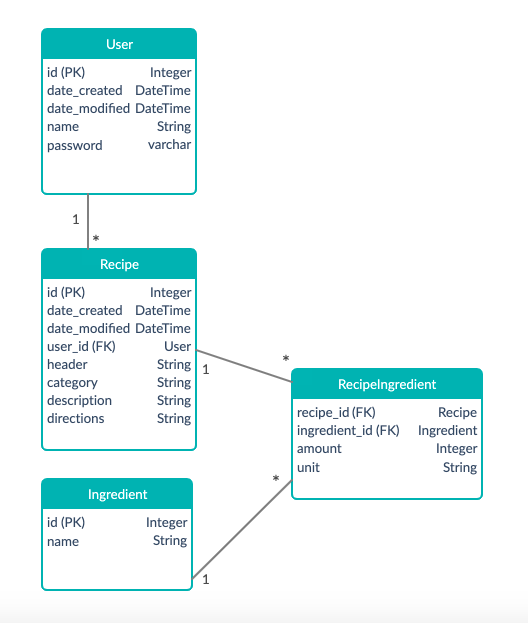 User
id (PK) Integer
date_created DateTime
date_modified DateTime
name String
password varchar
1
*
Recipe
id (PK) Integer
date_created DateTime
date_modified DateTime
user_id (FK) User
header String
category String
description String
directions String
1
*
RecipeIngredient
recipe_id (FK) Recipe
ingredient_id (FK) Ingredient
amount Integer
unit String
*
Ingredient
id (PK) Integer
name String
1